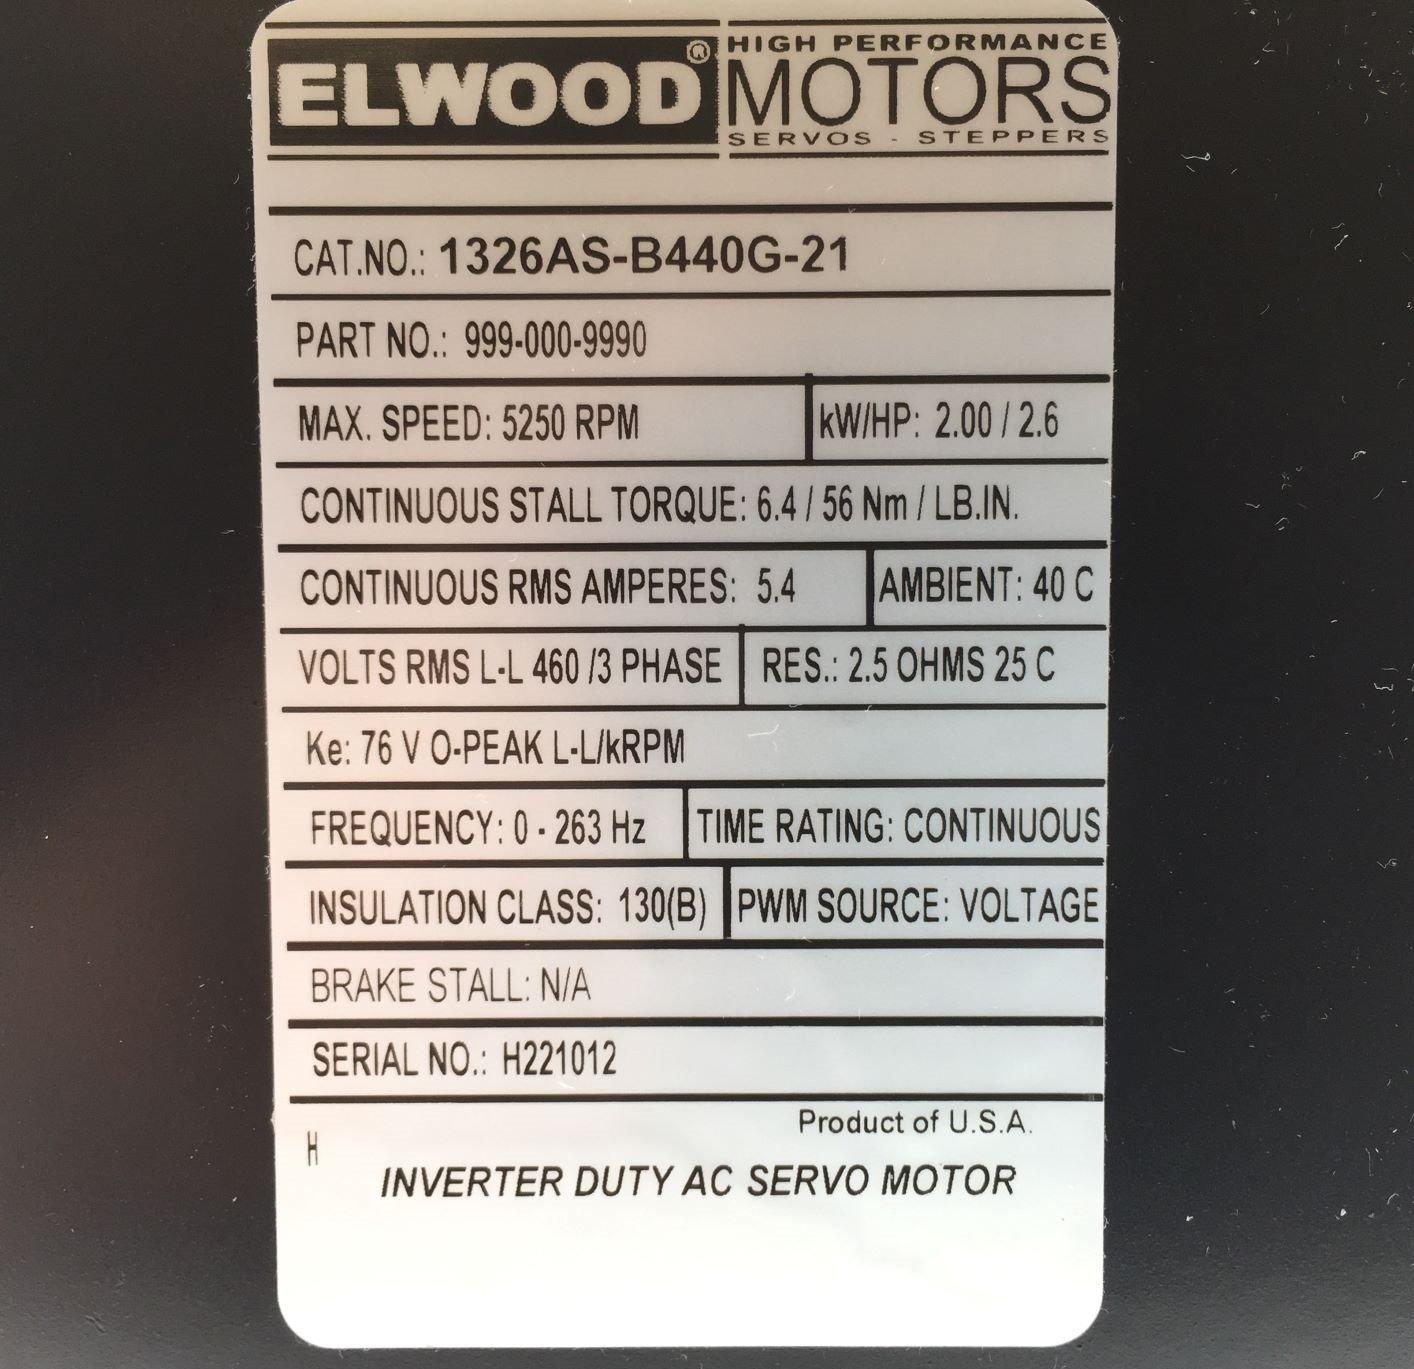 ELWOOD®
HIGH PERFORMANCE
MOTORS
SERVOS - STEPPERS
CAT.NO.: 1326AS-B440G-21
PART NO.: 999-000-9990
MAX. SPEED: 5250 RPM
kW/HP: 2.00 / 2.6
CONTINUOUS STALL TORQUE: 6.4 / 56 Nm / LB.IN.
CONTINUOUS RMS AMPERES: 5.4
AMBIENT: 40 C
VOLTS RMS L-L 460 /3 PHASE
RES.: 2.5 OHMS 25 C
Ke: 76 V O-PEAK L-L/kRPM
FREQUENCY: 0 - 263 Hz
TIME RATING: CONTINUOUS
INSULATION CLASS: 130(B)
PWM SOURCE: VOLTAGE
BRAKE STALL: N/A
SERIAL NO.: H221012
Product of U.S.A.
H
INVERTER DUTY AC SERVO MOTOR